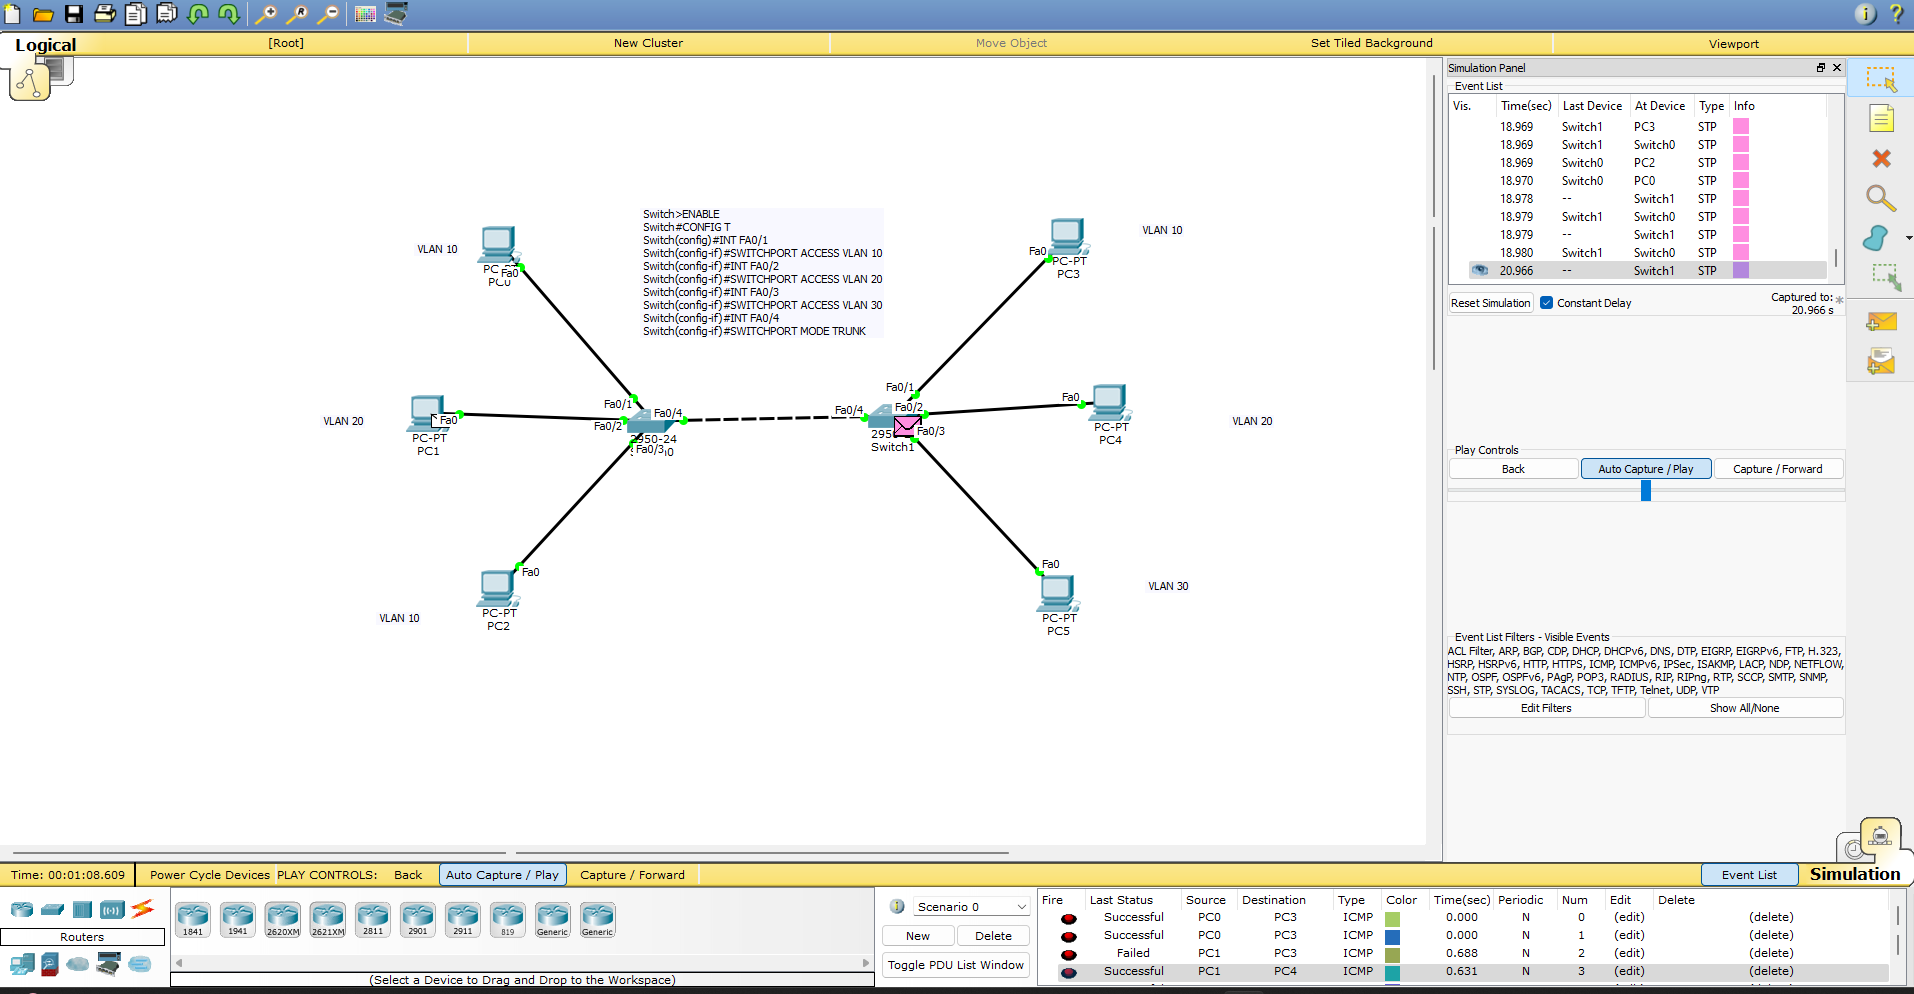 Logical
[Root]
New Cluster
Move Object
Set Tiled Background
Viewport
Switch>ENABLE
Switch#CONFIG T
Switch(config)#INT FA0/1
Switch(config-if)#SWITCHPORT ACCESS VLAN 10
Switch(config-if)#INT FA0/2
Switch(config-if)#SWITCHPORT ACCESS VLAN 20
Switch(config-if)#INT FA0/3
Switch(config-if)#SWITCHPORT ACCESS VLAN 30
Switch(config-if)#INT FA0/4
Switch(config-if)#SWITCHPORT MODE TRUNK
VLAN 10
Fa0
VLAN 10
Fa0
PC-PT
PC3
VLAN 20
Fa0
PC-PT
PC1
Fa0/1
Fa0/2
Fa0/4
2950-24
Fa0/3
Fa0/4
Fa0/1
Fa0/2
Fa0/3
Switch1
Fa0
PC-PT
PC4
VLAN 20
Fa0
PC-PT
PC2
VLAN 10
Fa0
PC-PT
PC5
VLAN 30
Simulation Panel
Event List
Vis. Time(sec) Last Device At Device Type Info
18.969 Switch1 PC3 STP
18.969 Switch1 Switch0 STP
18.969 Switch0 PC2 STP
18.970 Switch0 PC0 STP
18.978 -- Switch1 STP
18.979 Switch1 Switch0 STP
18.979 -- Switch1 STP
18.980 Switch1 Switch0 STP
20.966 -- Switch1 STP
Reset Simulation Constant Delay Captured to: *
20.966 s
Play Controls
Back Auto Capture / Play Capture / Forward
Event List Filters - Visible Events
ACL Filter, ARP, BGP, CDP, DHCP, DHCPv6, DNS, DTP, EIGRP, EIGRPv6, FTP, H.323,
HSRP, HSRPv6, HTTP, HTTPS, ICMP, ICMPv6, IPSec, ISAKMP, LACP, NDP, NETFLOW,
NTP, OSPF, OSPFv6, PAgP, POP3, RADIUS, RIP, RIPng, RTP, SCCP, SMTP, SNMP,
SSH, STP, SYSLOG, TACACS, TCP, TFTP, Telnet, UDP, VTP
Edit Filters Show All/None
Time: 00:01:08.609 Power Cycle Devices PLAY CONTROLS: Back Auto Capture / Play Capture / Forward Event List Simulation
Routers
1841 1941 2620XM 2621XM 2811 2901 2911 819 Generic Generic
(Select a Device to Drag and Drop to the Workspace)
Scenario 0
New Delete
Toggle PDU List Window
Fire Last Status Source Destination Type Color Time(sec) Periodic Num Edit Delete
Successful PC0 PC3 ICMP 0.000 N 0 (edit) (delete)
Successful PC0 PC3 ICMP 0.000 N 1 (edit) (delete)
Failed PC1 PC3 ICMP 0.688 N 2 (edit) (delete)
Successful PC1 PC4 ICMP 0.631 N 3 (edit) (delete)